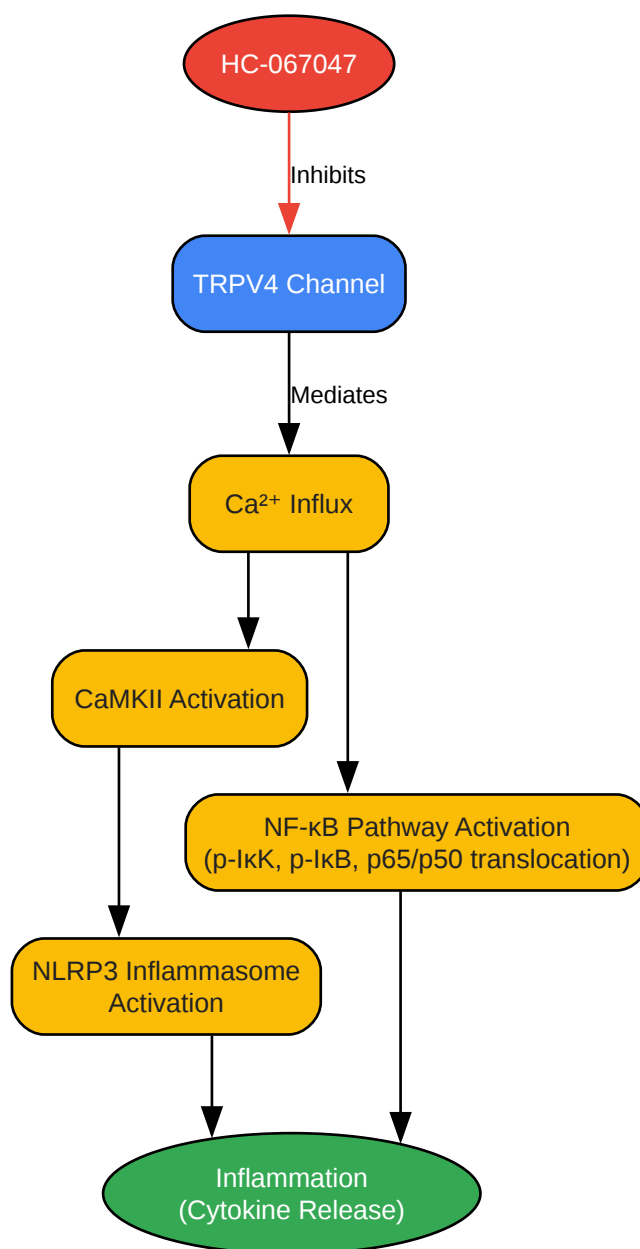 HC-067047
Inhibits
TRPV4 Channel
Mediates
Ca²⁺ Influx
CaMKII Activation
NF-κB Pathway Activation
(p-IκK, p-IκB, p65/p50 translocation)
NLRP3 Inflammasome
Activation
Inflammation
(Cytokine Release)